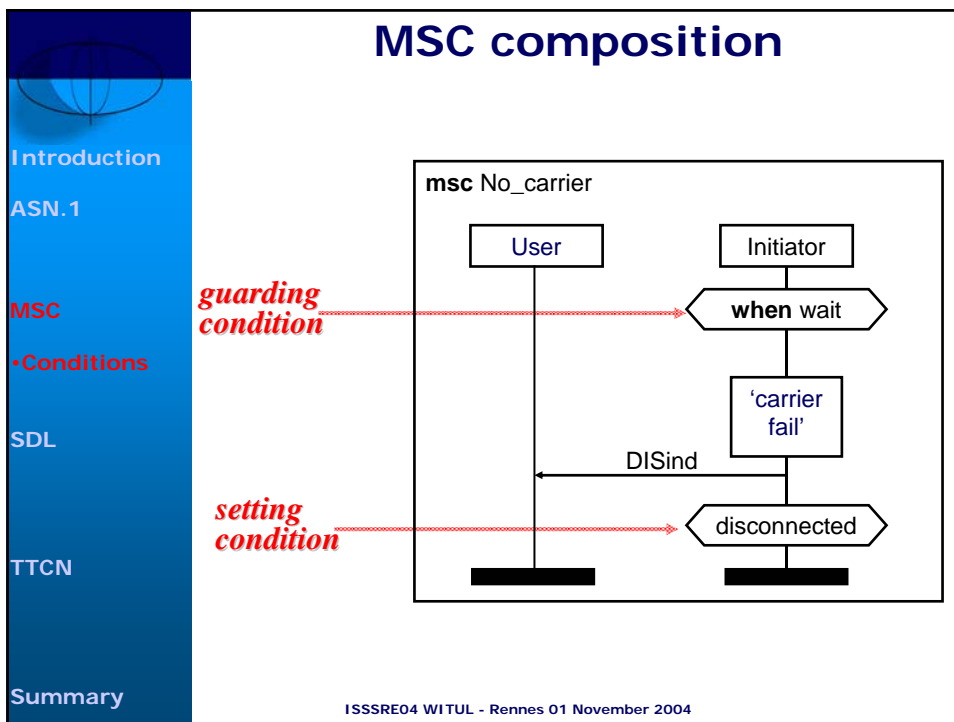 MSC composition
Introduction
ASN.1
MSC
•Conditions
SDL
TTCN
Summary
guarding
condition
setting
condition
msc No_carrier
User
Initiator
when wait
‘carrier
fail’
DISind
disconnected
ISSSRE04 WITUL - Rennes 01 November 2004